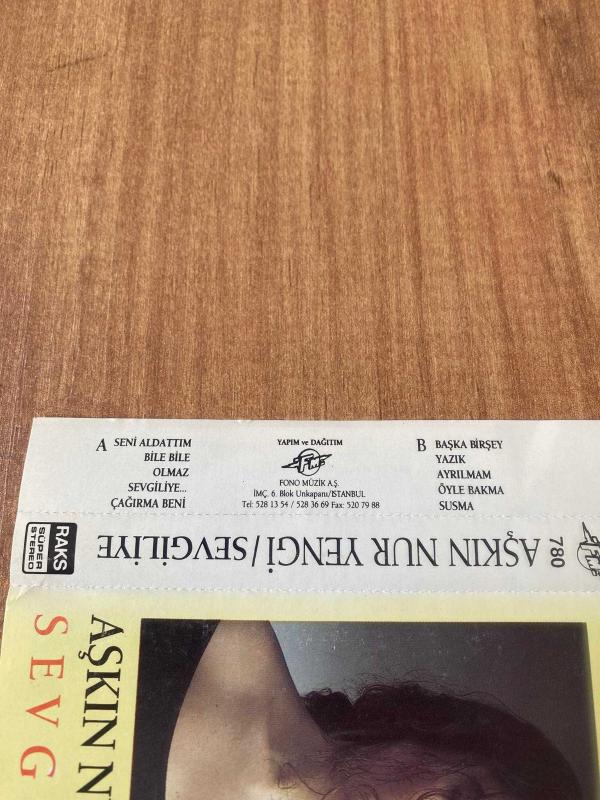 A SENİ ALDATTIM
BİLE BİLE
OLMAZ
SEVGİLİYE...
ÇAĞIRMA BENİ
YAPIM ve DAĞITIM
FONO MÜZİK A.Ş.
İMÇ. 6. Blok Unkapanı/İSTANBUL
Tel: 528 13 54 / 528 36 69 Fax: 520 79 88
B BAŞKA BİRŞEY
YAZIK
AYRILMAM
ÖYLE BAKMA
SUSMA
780 AŞKIN NUR YENGİ/SEVGİLİYE
RAKS
SÜPER
STEREO
AŞKIN N
SEVG